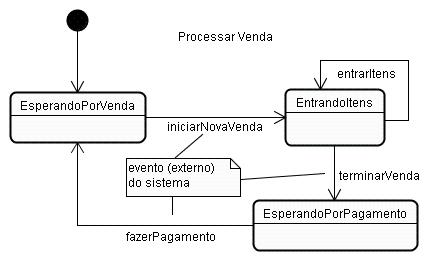 Processar Venda
entrarItens
EsperandoPorVenda
EntrandoItens
iniciarNovaVenda
evento (externo)
do sistema
terminarVenda
EsperandoPorPagamento
fazerPagamento